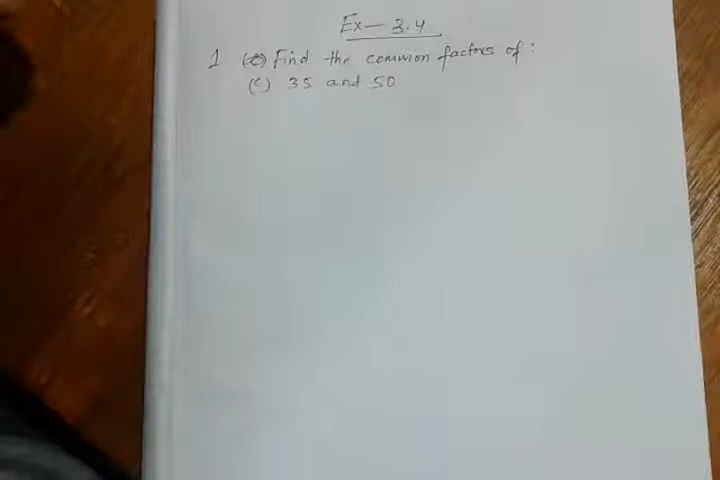 Ex - 3.4
1 Find the common factors of :
(c) 35 and 50